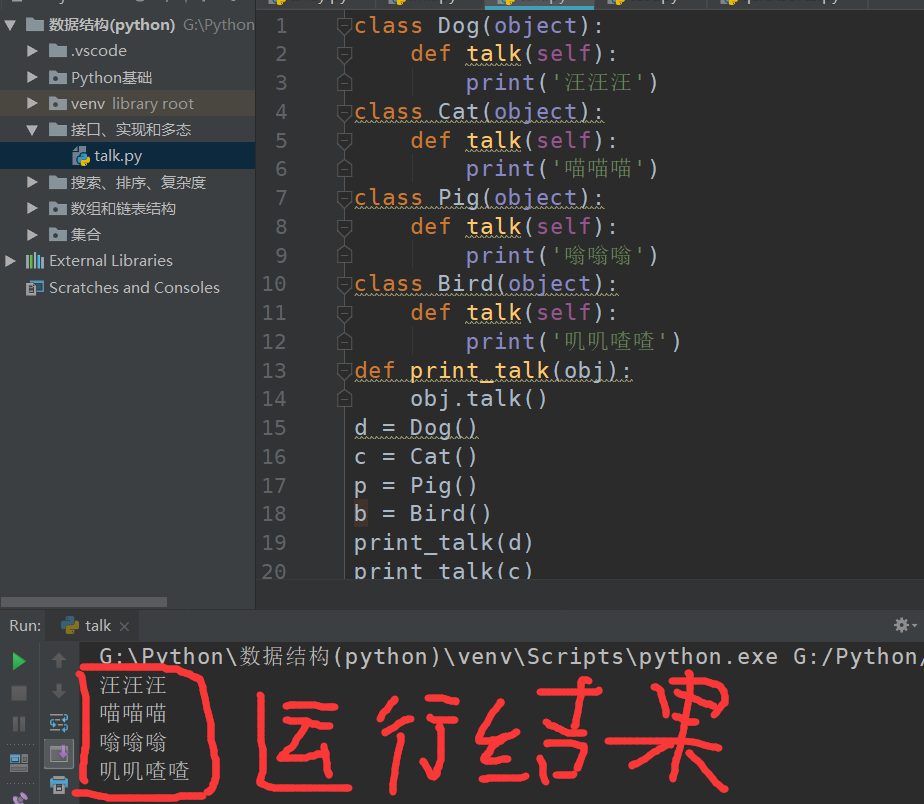 数据结构(python) G:\Python
.vscode
Python基础
venv library root
接口、实现和多态
talk.py
搜索、排序、复杂度
数组和链表结构
集合
External Libraries
Scratches and Consoles
1 class Dog(object):
2 def talk(self):
3 print('汪汪汪')
4 class Cat(object):
5 def talk(self):
6 print('喵喵喵')
7 class Pig(object):
8 def talk(self):
9 print('嗡嗡嗡')
10 class Bird(object):
11 def talk(self):
12 print('叽叽喳喳')
13 def print_talk(obj):
14 obj.talk()
15 d = Dog()
16 c = Cat()
17 p = Pig()
18 b = Bird()
19 print_talk(d)
20 print_talk(c)
Run: talk
G:\Python\数据结构(python)\venv\Scripts\python.exe G:/Python/
汪汪汪
喵喵喵
嗡嗡嗡
叽叽喳喳
运行结果